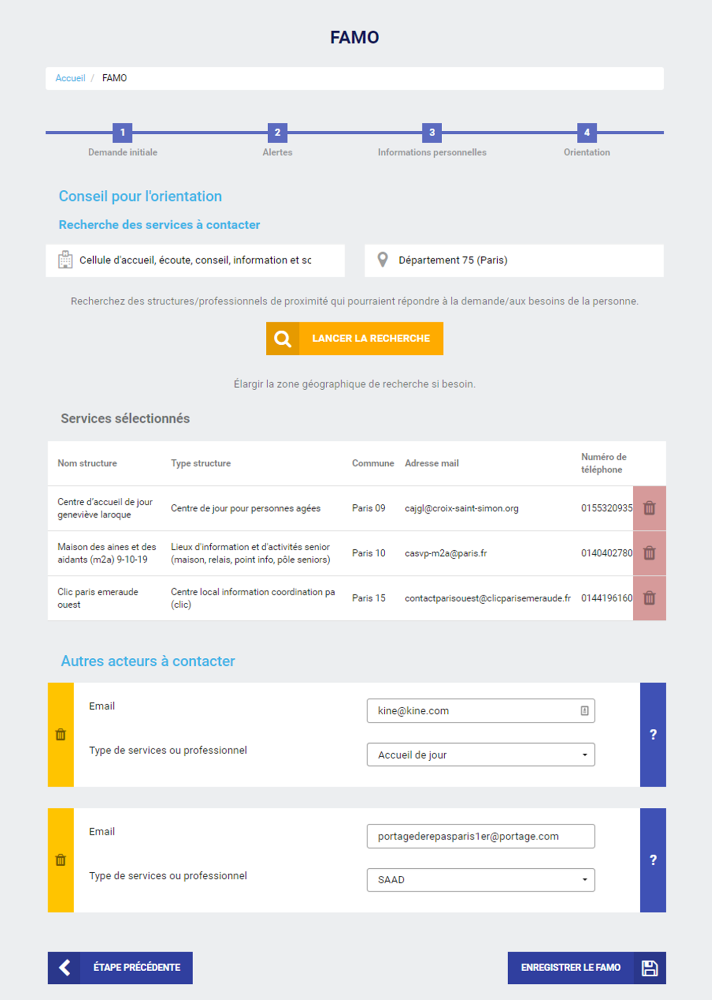 FAMO
Accueil / FAMO
1
2
3
4
Demande initiale
Alertes
Informations personnelles
Orientation
Conseil pour l'orientation
Recherche des services à contacter
Cellule d'accueil, écoute, conseil, information et sc
Département 75 (Paris)
Recherchez des structures/professionnels de proximité qui pourraient répondre à la demande/aux besoins de la personne.
LANCER LA RECHERCHE
Élargir la zone géographique de recherche si besoin.
Services sélectionnés
Nom structure
Type structure
Commune
Adresse mail
Numéro de
téléphone
Centre d’accueil de jour
geneviève laroque
Centre de jour pour personnes agées
Paris 09
cajgl@croix-saint-simon.org
0155320935
Maison des aines et des
aidants (m2a) 9-10-19
Lieux d'information et d'activités senior
(maison, relais, point info, pôle seniors)
Paris 10
casvp-m2a@paris.fr
0140402780
Clic paris emeraude
ouest
Centre local information coordination pa
(clic)
Paris 15
contactparisouest@clicparisemeraude.fr
0144196160
Autres acteurs à contacter
Email
kine@kine.com
?
Type de services ou professionnel
Accueil de jour
Email
portagederepasparis1er@portage.com
?
Type de services ou professionnel
SAAD
ÉTAPE PRÉCÉDENTE
ENREGISTRER LE FAMO